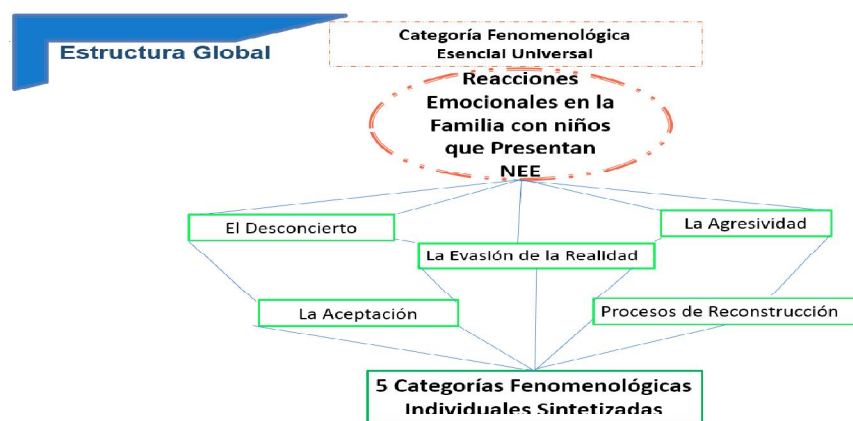 Estructura Global
Categoría Fenomenológica
Esencial Universal
Reacciones
Emocionales en la
Familia con niños
que Presentan
NEE
El Desconcierto
La Agresividad
La Evasión de la Realidad
La Aceptación
Procesos de Reconstrucción
5 Categorías Fenomenológicas
Individuales Sintetizadas